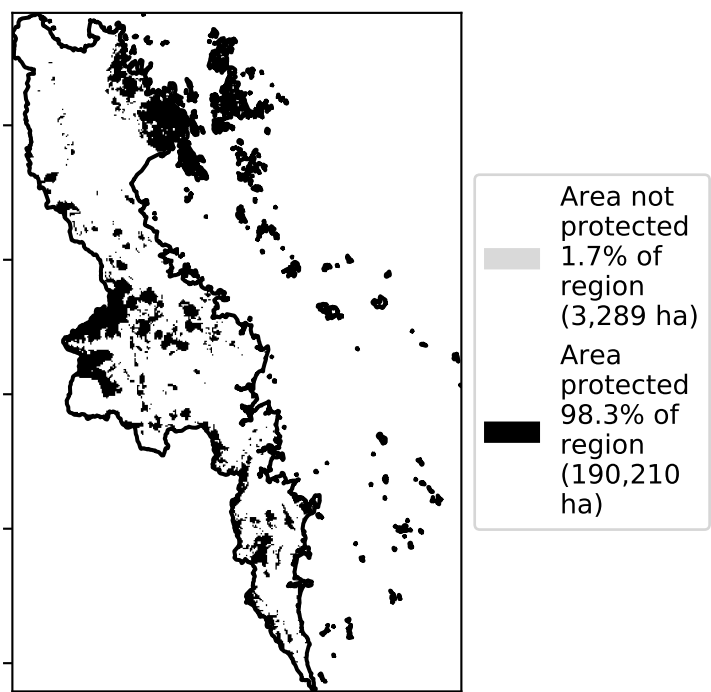 Area not
protected
1.7% of
region
(3,289 ha)
Area
protected
98.3% of
region
(190,210
ha)